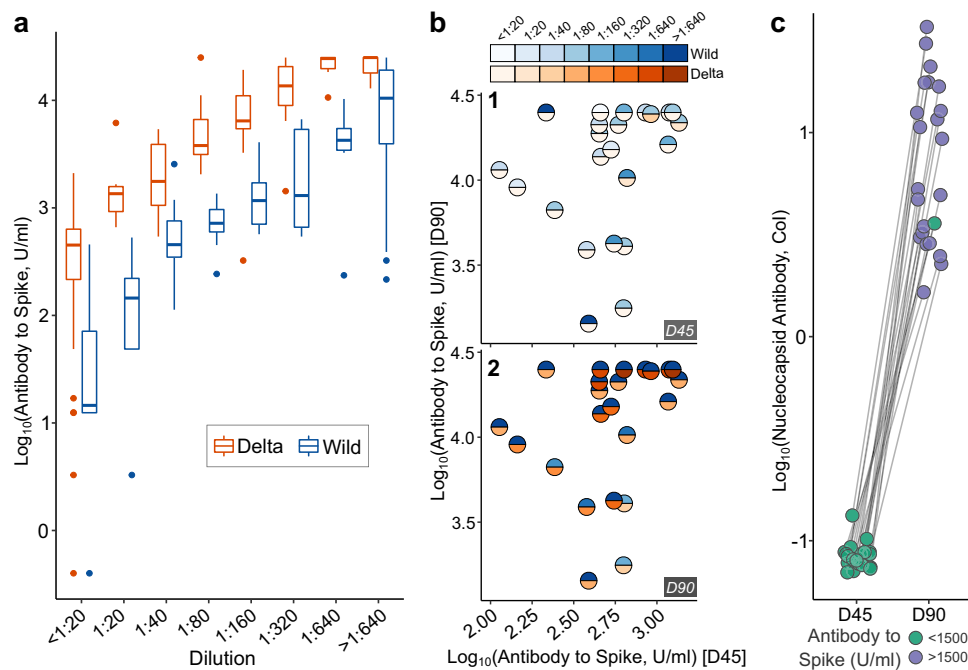 a
Log10(Antibody to Spike, U/ml)
4
3
2
1
0
Delta
Wild
<1:20
1:20
1:40
1:80
1:160
1:320
1:640
>1:640
Dilution
b
<1:20
1:20
1:40
1:80
1:160
1:320
1:640
>1:640
Wild
Delta
Log10(Antibody to Spike, U/ml) [D90]
1
4.5
4.0
3.5
D45
2
4.5
4.0
3.5
D90
2.00
2.25
2.50
2.75
3.00
Log10(Antibody to Spike, U/ml) [D45]
c
Log10(Nucleocapsid Antibody, CoI)
1
0
-1
D45
D90
Antibody to
Spike (U/ml)
<1500
>1500